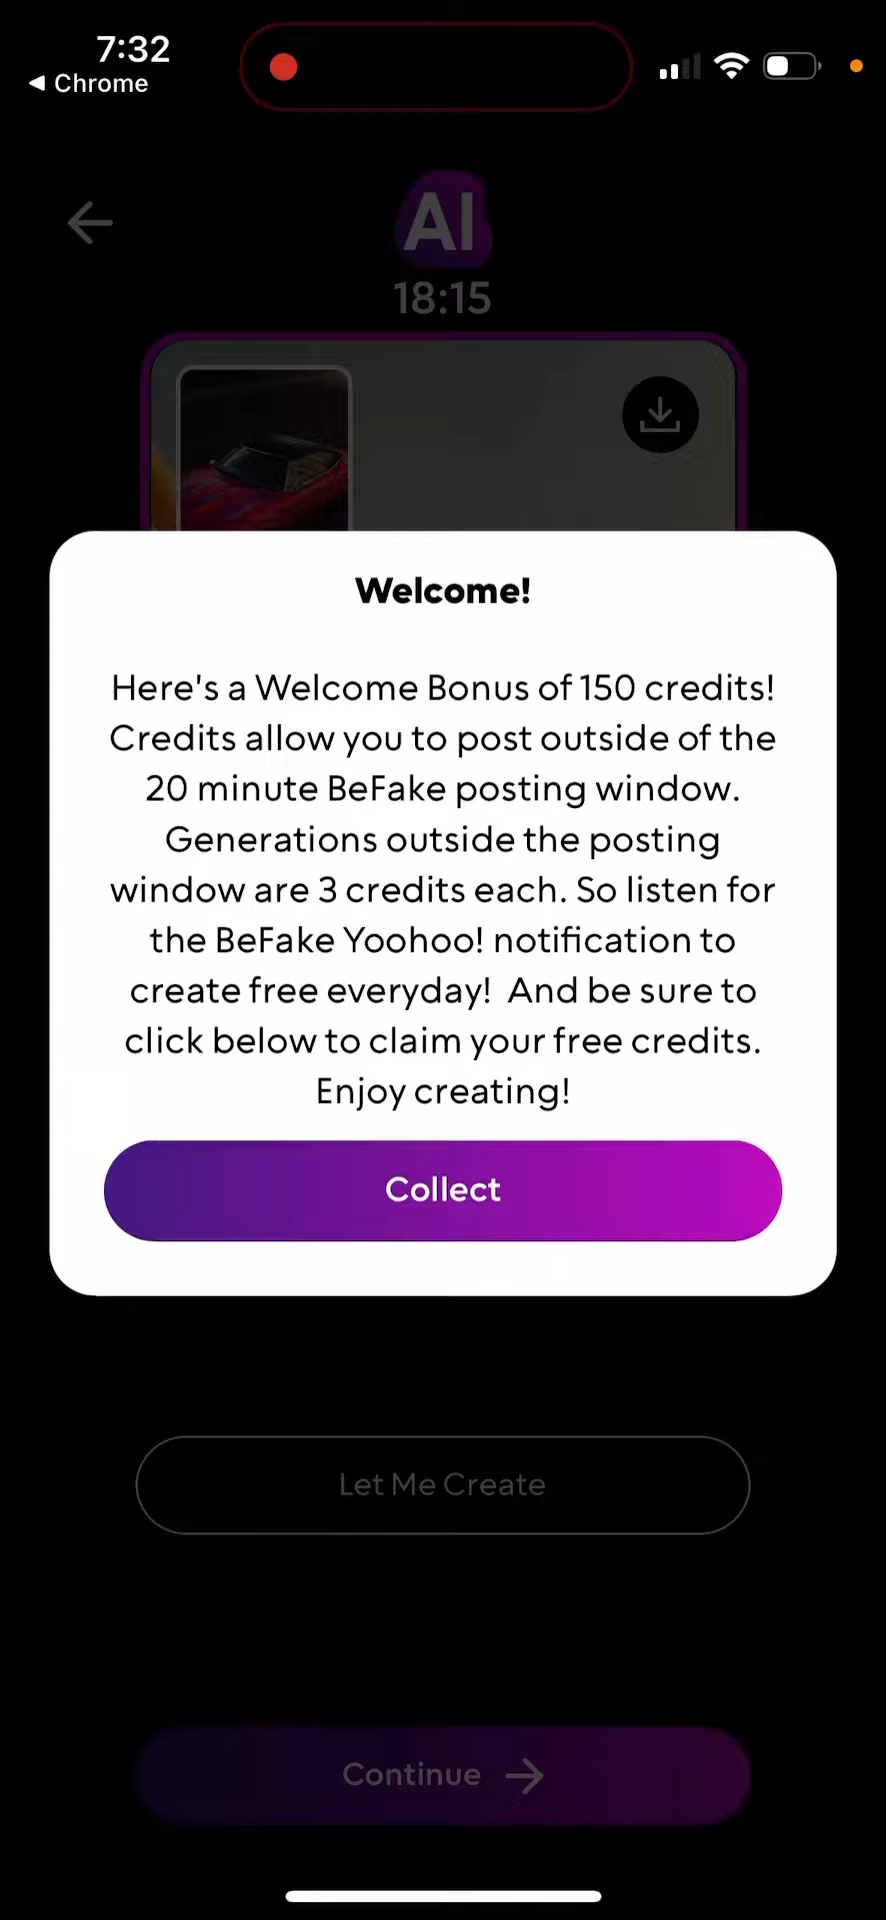 7:32
◀ Chrome
AI
18:15
Welcome!
Here's a Welcome Bonus of 150 credits!
Credits allow you to post outside of the
20 minute BeFake posting window.
Generations outside the posting
window are 3 credits each. So listen for
the BeFake Yoohoo! notification to
create free everyday!  And be sure to
click below to claim your free credits.
Enjoy creating!
Collect
Let Me Create
Continue →